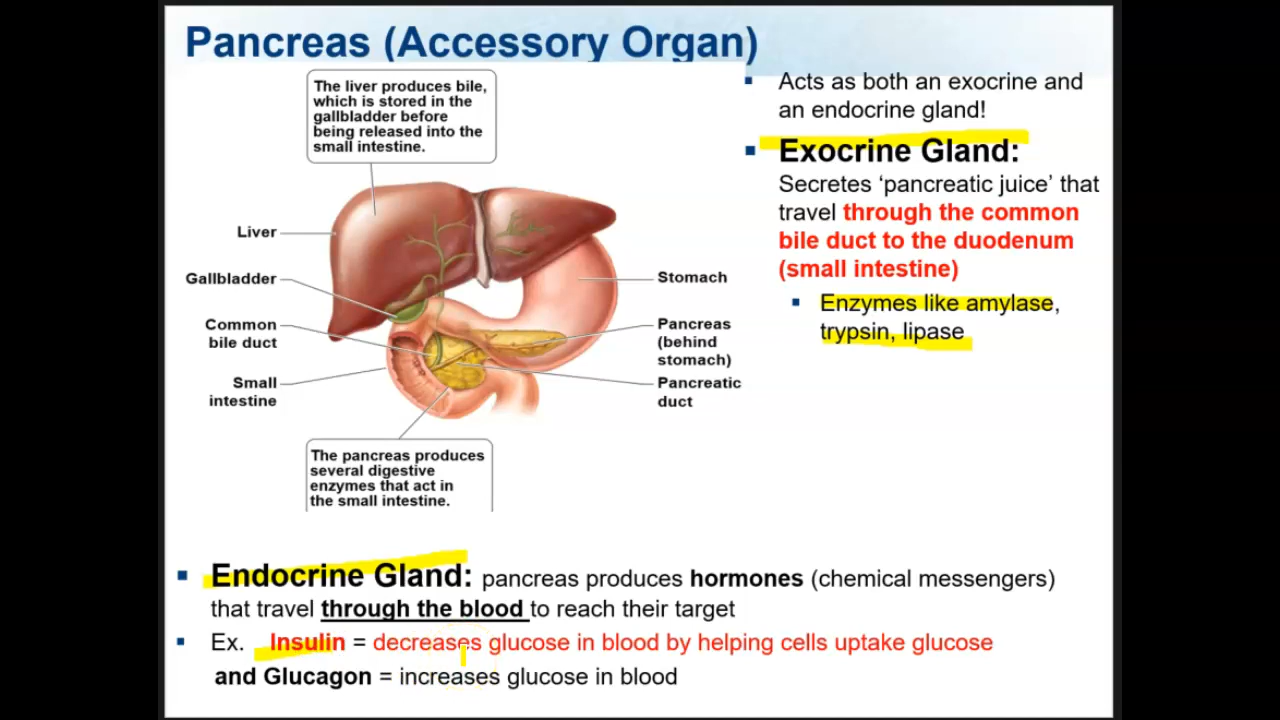 Pancreas (Accessory Organ)
The liver produces bile,
which is stored in the
gallbladder before
being released into the
small intestine.
Liver
Gallbladder
Common
bile duct
Small
intestine
Stomach
Pancreas
(behind
stomach)
Pancreatic
duct
The pancreas produces
several digestive
enzymes that act in
the small intestine.
▪ Acts as both an exocrine and
an endocrine gland!
▪ Exocrine Gland:
Secretes ‘pancreatic juice’ that
travel through the common
bile duct to the duodenum
(small intestine)
▪ Enzymes like amylase,
trypsin, lipase
▪ Endocrine Gland: pancreas produces hormones (chemical messengers)
that travel through the blood to reach their target
▪ Ex. Insulin = decreases glucose in blood by helping cells uptake glucose
and Glucagon = increases glucose in blood